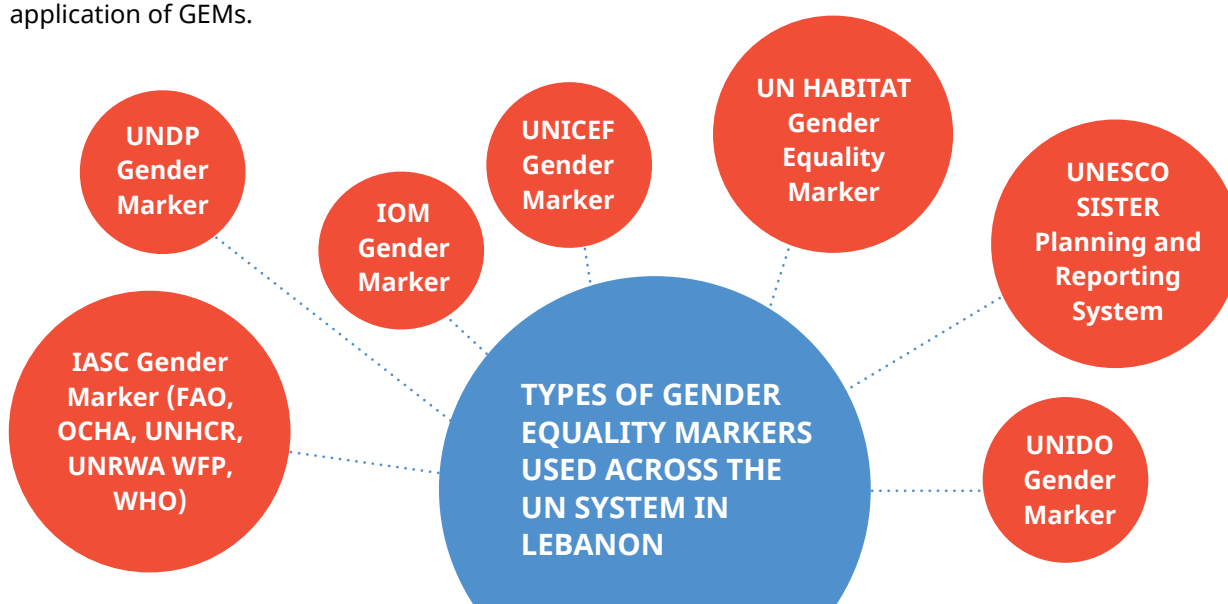 application of GEMs.
UNDP
Gender
Marker
IOM
Gender
Marker
UNICEF
Gender
Marker
UN HABITAT
Gender
Equality
Marker
UNESCO
SISTER
Planning and
Reporting
System
IASC Gender
Marker (FAO,
OCHA, UNHCR,
UNRWA WFP,
WHO)
TYPES OF GENDER
EQUALITY MARKERS
USED ACROSS THE
UN SYSTEM IN
LEBANON
UNIDO
Gender
Marker